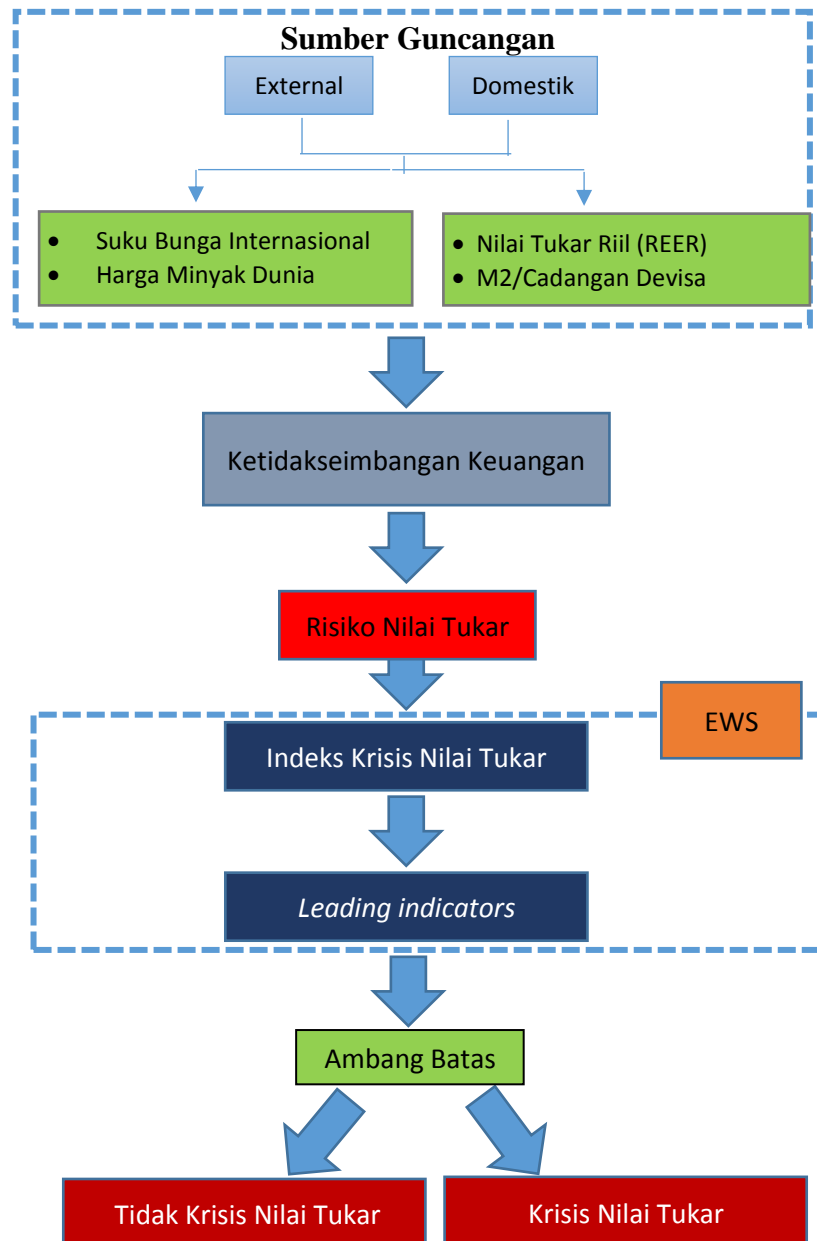 Sumber Guncangan
External
Domestik
• Suku Bunga Internasional
• Harga Minyak Dunia
• Nilai Tukar Riil (REER)
• M2/Cadangan Devisa
Ketidakseimbangan Keuangan
Risiko Nilai Tukar
EWS
Indeks Krisis Nilai Tukar
Leading indicators
Ambang Batas
Tidak Krisis Nilai Tukar
Krisis Nilai Tukar